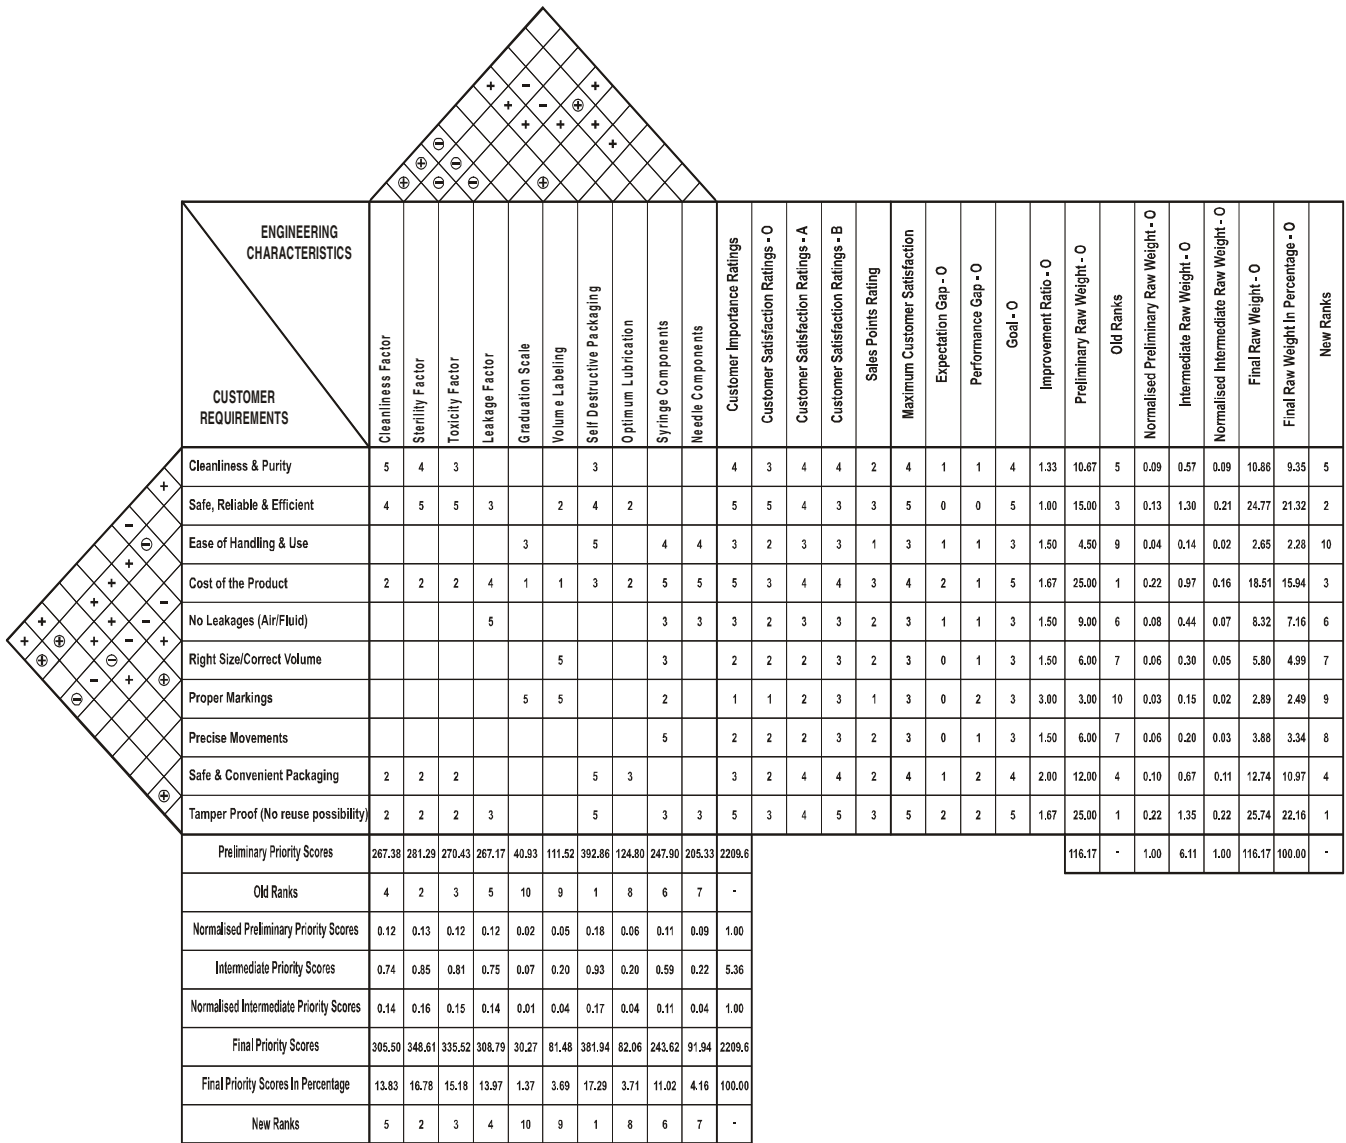 ENGINEERING
CHARACTERISTICS
CUSTOMER
REQUIREMENTS
Cleanliness Factor
Sterility Factor
Toxicity Factor
Leakage Factor
Graduation Scale
Volume Labeling
Self Destructive Packaging
Optimum Lubrication
Syringe Components
Needle Components
Customer Importance Ratings
Customer Satisfaction Ratings - O
Customer Satisfaction Ratings - A
Customer Satisfaction Ratings - B
Sales Points Rating
Maximum Customer Satisfaction
Expectation Gap - O
Performance Gap - O
Goal - O
Improvement Ratio - O
Preliminary Raw Weight - O
Old Ranks
Normalised Preliminary Raw Weight - O
Intermediate Raw Weight - O
Normalised Intermediate Raw Weight - O
Final Raw Weight - O
Final Raw Weight In Percentage - O
New Ranks
Cleanliness & Purity 5 4 3 3 4 3 4 4 2 4 1 1 4 1.33 10.67 5 0.09 0.57 0.09 10.86 9.35 5
Safe, Reliable & Efficient 4 5 5 3 2 4 2 5 5 4 3 3 5 0 0 5 1.00 15.00 3 0.13 1.30 0.21 24.77 21.32 2
Ease of Handling & Use 3 5 4 4 3 2 3 3 1 3 1 1 3 1.50 4.50 9 0.04 0.14 0.02 2.65 2.28 10
Cost of the Product 2 2 2 4 1 1 3 2 5 5 5 3 4 4 3 4 2 1 5 1.67 25.00 1 0.22 0.97 0.16 18.51 15.94 3
No Leakages (Air/Fluid) 5 3 3 3 2 3 3 2 3 1 1 3 1.50 9.00 6 0.08 0.44 0.07 8.32 7.16 6
Right Size/Correct Volume 5 3 2 2 2 3 2 3 0 1 3 1.50 6.00 7 0.06 0.30 0.05 5.80 4.99 7
Proper Markings 5 5 2 1 1 2 3 1 3 0 2 3 3.00 3.00 10 0.03 0.15 0.02 2.89 2.49 9
Precise Movements 5 2 2 2 3 2 3 0 1 3 1.50 6.00 7 0.06 0.20 0.03 3.88 3.34 8
Safe & Convenient Packaging 2 2 2 5 3 3 2 4 4 2 4 1 2 4 2.00 12.00 4 0.10 0.67 0.11 12.74 10.97 4
Tamper Proof (No reuse possibility) 2 2 2 3 5 3 3 5 3 4 5 3 5 2 2 5 1.67 25.00 1 0.22 1.35 0.22 25.74 22.16 1
Preliminary Priority Scores 267.38 281.29 270.43 267.17 40.93 111.52 392.86 124.80 247.90 205.33 2209.6 116.17 - 1.00 6.11 1.00 116.17 100.00 -
Old Ranks 4 2 3 5 10 9 1 8 6 7 -
Normalised Preliminary Priority Scores 0.12 0.13 0.12 0.12 0.02 0.05 0.18 0.06 0.11 0.09 1.00
Intermediate Priority Scores 0.74 0.85 0.81 0.75 0.07 0.20 0.93 0.20 0.59 0.22 5.36
Normalised Intermediate Priority Scores 0.14 0.16 0.15 0.14 0.01 0.04 0.17 0.04 0.11 0.04 1.00
Final Priority Scores 305.50 348.61 335.52 308.79 30.27 81.48 381.94 82.06 243.62 91.94 2209.6
Final Priority Scores In Percentage 13.83 16.78 15.18 13.97 1.37 3.69 17.29 3.71 11.02 4.16 100.00
New Ranks 5 2 3 4 10 9 1 8 6 7 -